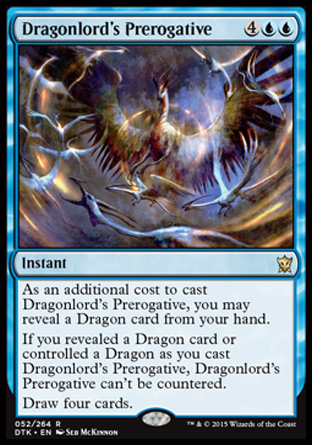 Dragonlord's Prerogative 4
Instant
As an additional cost to cast
Dragonlord's Prerogative, you may
reveal a Dragon card from your hand.
If you revealed a Dragon card or
controlled a Dragon as you cast
Dragonlord's Prerogative, Dragonlord's
Prerogative can't be countered.
Draw four cards.
052/264 R
DTK • EN Seb McKinnon
™ & © 2015 Wizards of the Coast